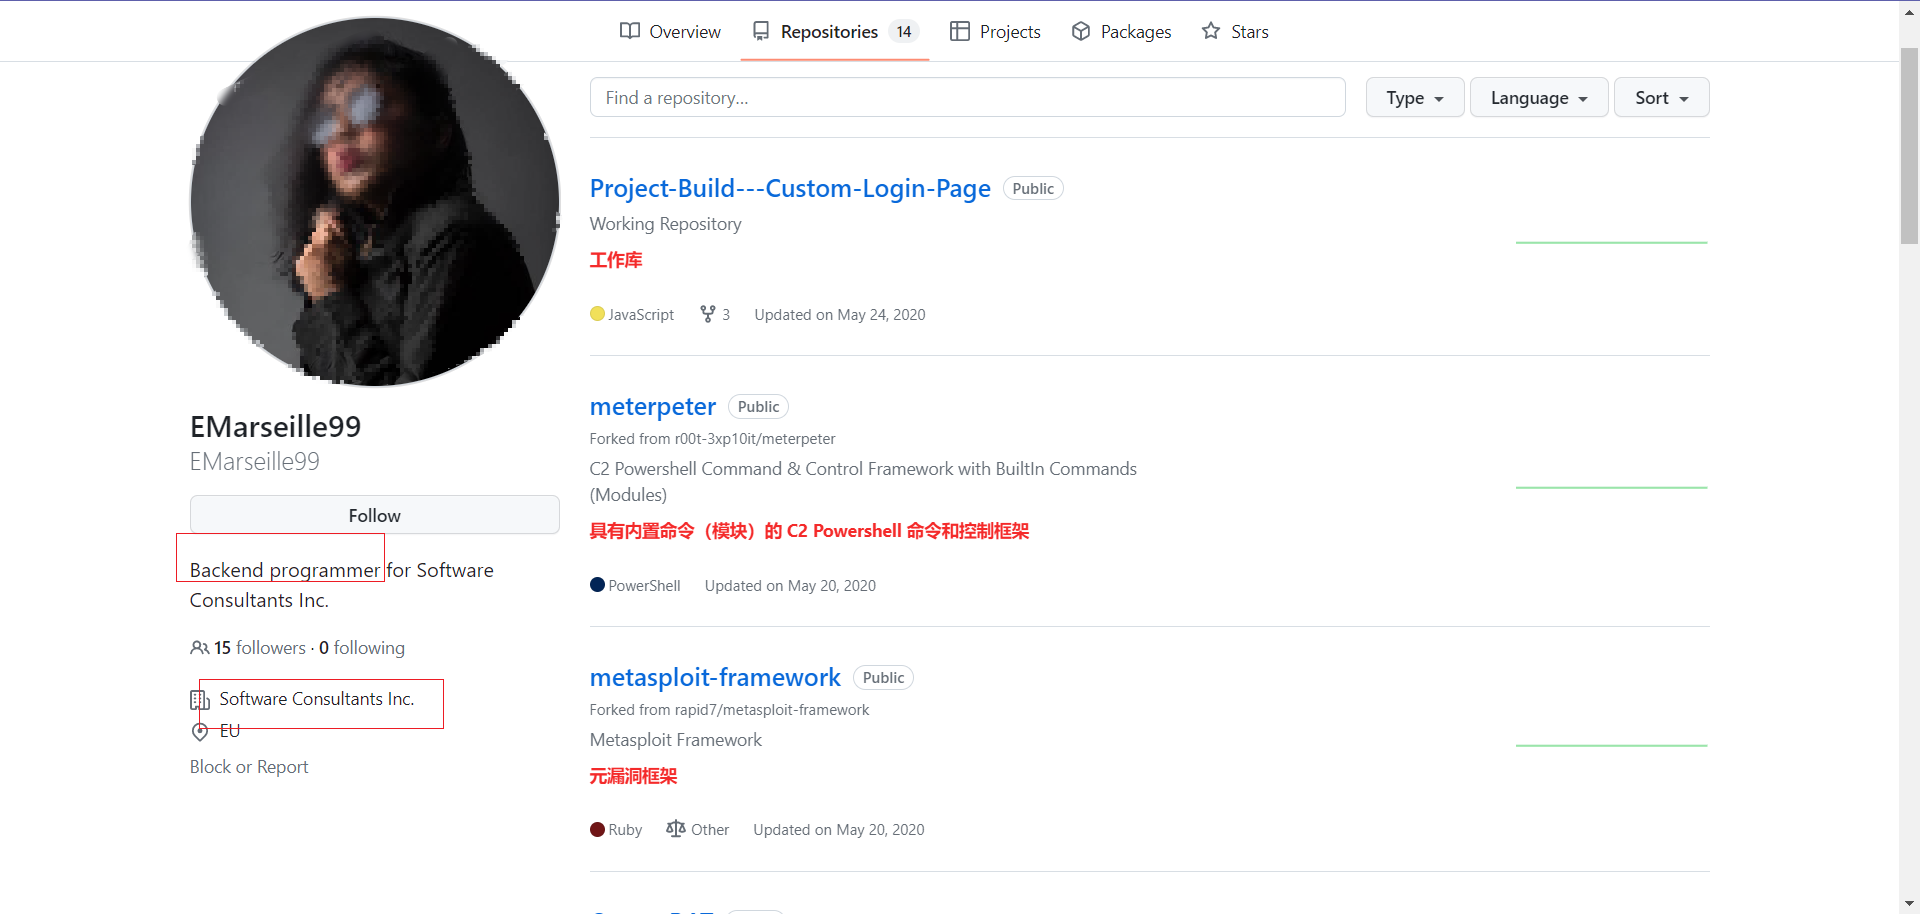 Overview
Repositories 14
Projects
Packages
Stars
Find a repository...
Type
Language
Sort
EMarseille99
EMarseille99
Follow
Backend programmer for Software
Consultants Inc.
15 followers · 0 following
Software Consultants Inc.
EU
Block or Report
Project-Build---Custom-Login-Page Public
Working Repository
工作库
JavaScript 3 Updated on May 24, 2020
meterpeter Public
Forked from r00t-3xp10it/meterpeter
C2 Powershell Command & Control Framework with BuiltIn Commands
(Modules)
具有内置命令（模块）的 C2 Powershell 命令和控制框架
PowerShell Updated on May 20, 2020
metasploit-framework Public
Forked from rapid7/metasploit-framework
Metasploit Framework
元漏洞框架
Ruby Other Updated on May 20, 2020